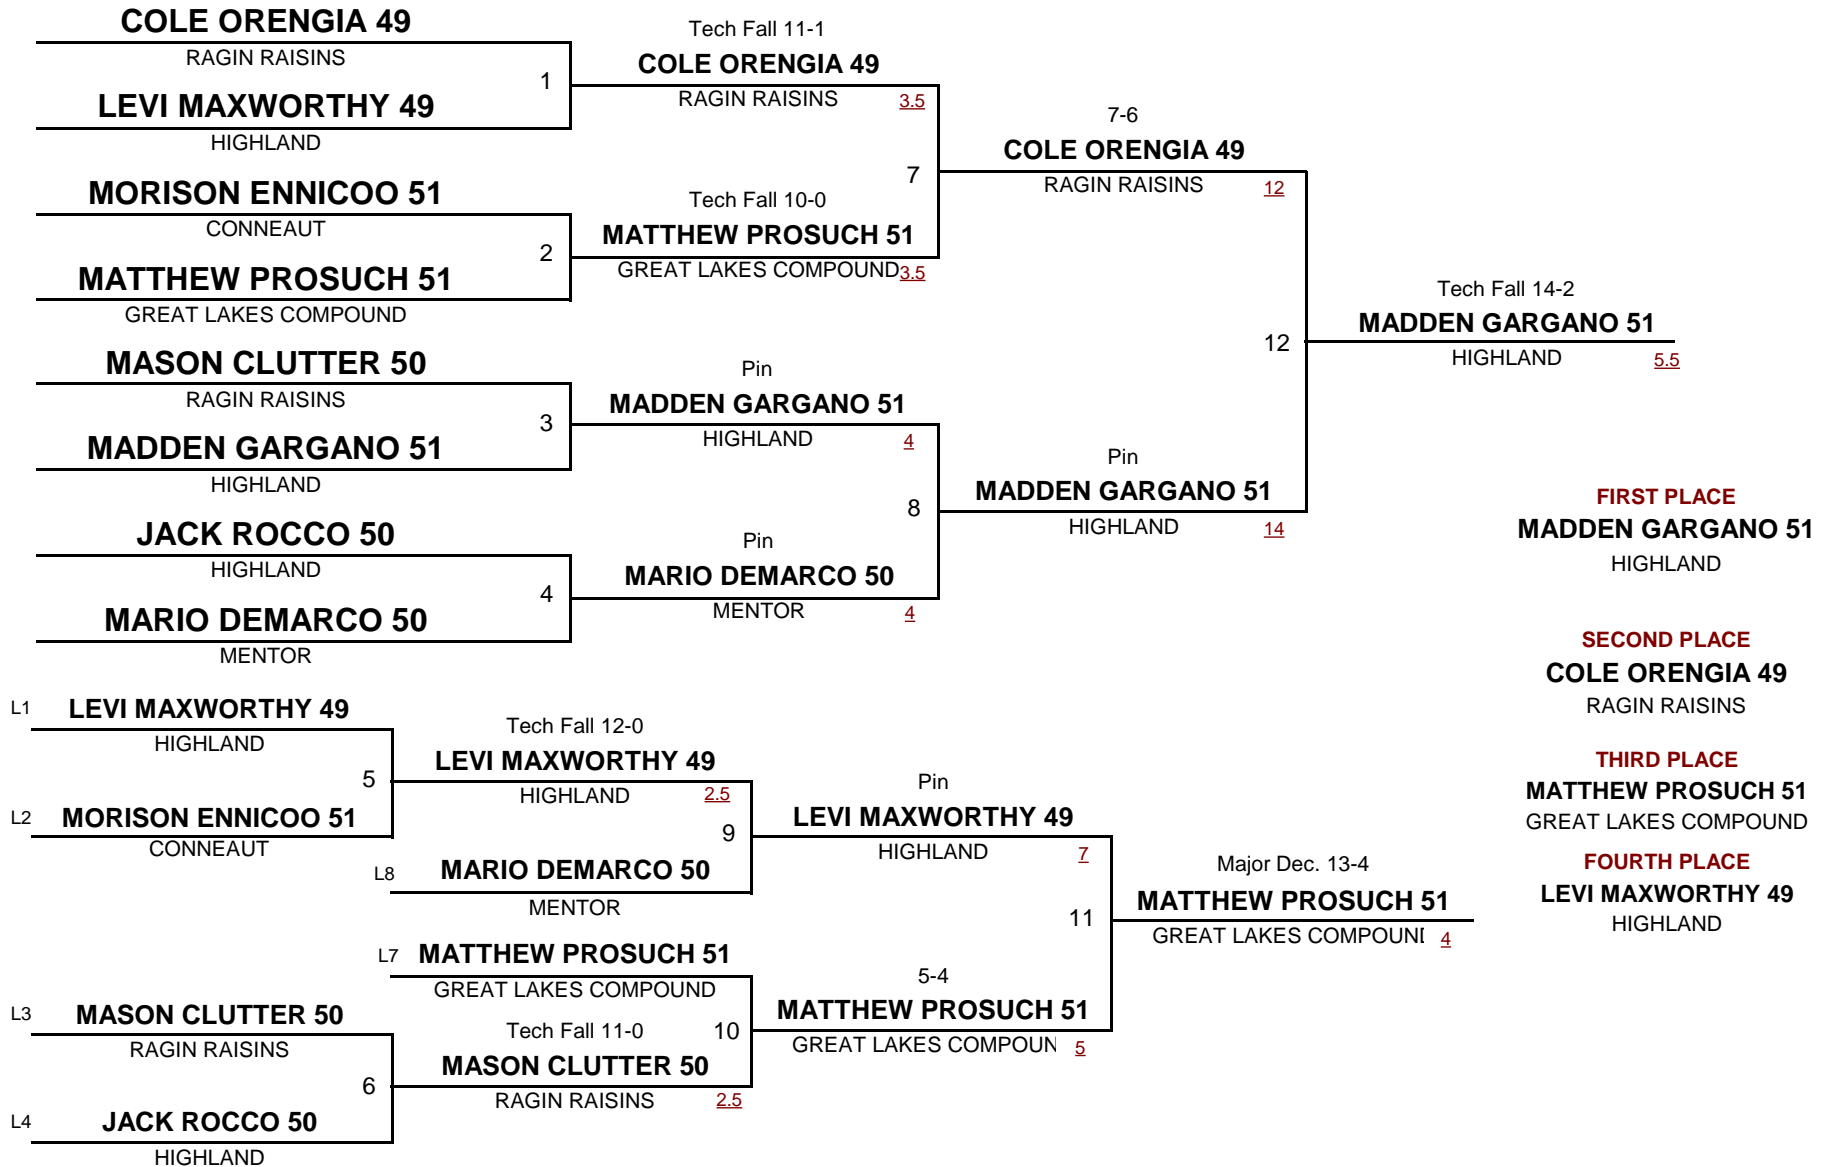 COLE ORENGIA 49
RAGIN RAISINS
1
LEVI MAXWORTHY 49
HIGHLAND
MORISON ENNICOO 51
CONNEAUT
2
MATTHEW PROSUCH 51
GREAT LAKES COMPOUND
MASON CLUTTER 50
RAGIN RAISINS
3
MADDEN GARGANO 51
HIGHLAND
JACK ROCCO 50
HIGHLAND
4
MARIO DEMARCO 50
MENTOR
Tech Fall 11-1
COLE ORENGIA 49
RAGIN RAISINS 3.5
7
Tech Fall 10-0
MATTHEW PROSUCH 51
GREAT LAKES COMPOUND 3.5
Pin
MADDEN GARGANO 51
HIGHLAND 4
8
Pin
MARIO DEMARCO 50
MENTOR 4
7-6
COLE ORENGIA 49
RAGIN RAISINS 12
12
Pin
MADDEN GARGANO 51
HIGHLAND 14
Tech Fall 14-2
MADDEN GARGANO 51
HIGHLAND 5.5
FIRST PLACE
MADDEN GARGANO 51
HIGHLAND
SECOND PLACE
COLE ORENGIA 49
RAGIN RAISINS
THIRD PLACE
MATTHEW PROSUCH 51
GREAT LAKES COMPOUND
FOURTH PLACE
LEVI MAXWORTHY 49
HIGHLAND
L1 LEVI MAXWORTHY 49
HIGHLAND
5
L2 MORISON ENNICOO 51
CONNEAUT
L3 MASON CLUTTER 50
RAGIN RAISINS
6
L4 JACK ROCCO 50
HIGHLAND
Tech Fall 12-0
LEVI MAXWORTHY 49
HIGHLAND 2.5
9
L8 MARIO DEMARCO 50
MENTOR
L7 MATTHEW PROSUCH 51
GREAT LAKES COMPOUND
Tech Fall 11-0 10
MASON CLUTTER 50
RAGIN RAISINS 2.5
Pin
LEVI MAXWORTHY 49
HIGHLAND 7
11
5-4
MATTHEW PROSUCH 51
GREAT LAKES COMPOUN 5
Major Dec. 13-4
MATTHEW PROSUCH 51
GREAT LAKES COMPOUN 4